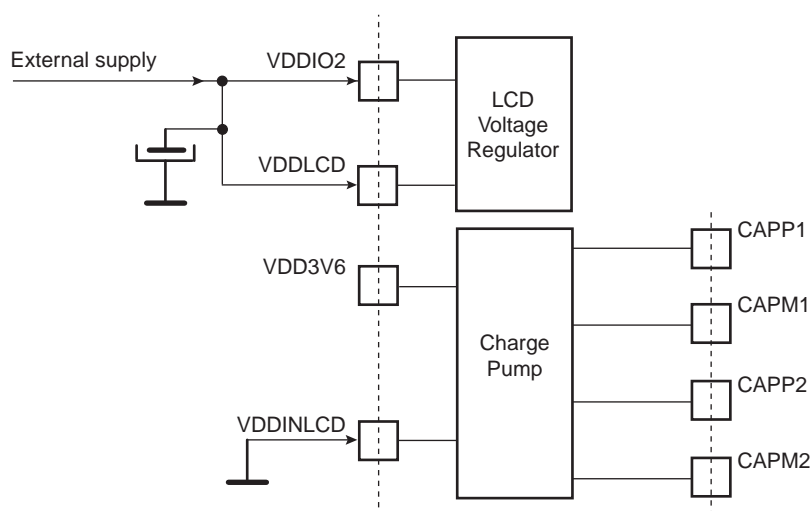 External supply
VDDIO2
LCD
Voltage
Regulator
VDDLCD
VDD3V6
Charge
Pump
VDDINLCD
CAPP1
CAPM1
CAPP2
CAPM2